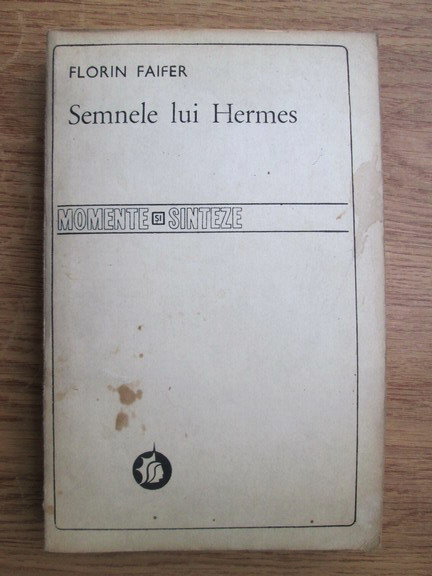 FLORIN FAIFER
Semnele lui Hermes
MOMENTE ȘI SINTEZE